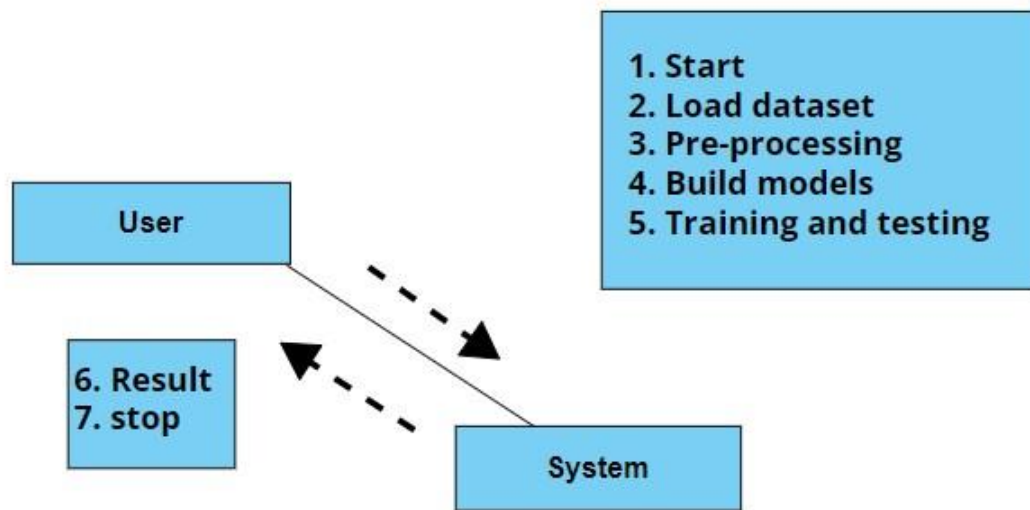 1. Start
2. Load dataset
3. Pre-processing
4. Build models
5. Training and testing
User
6. Result
7. stop
System